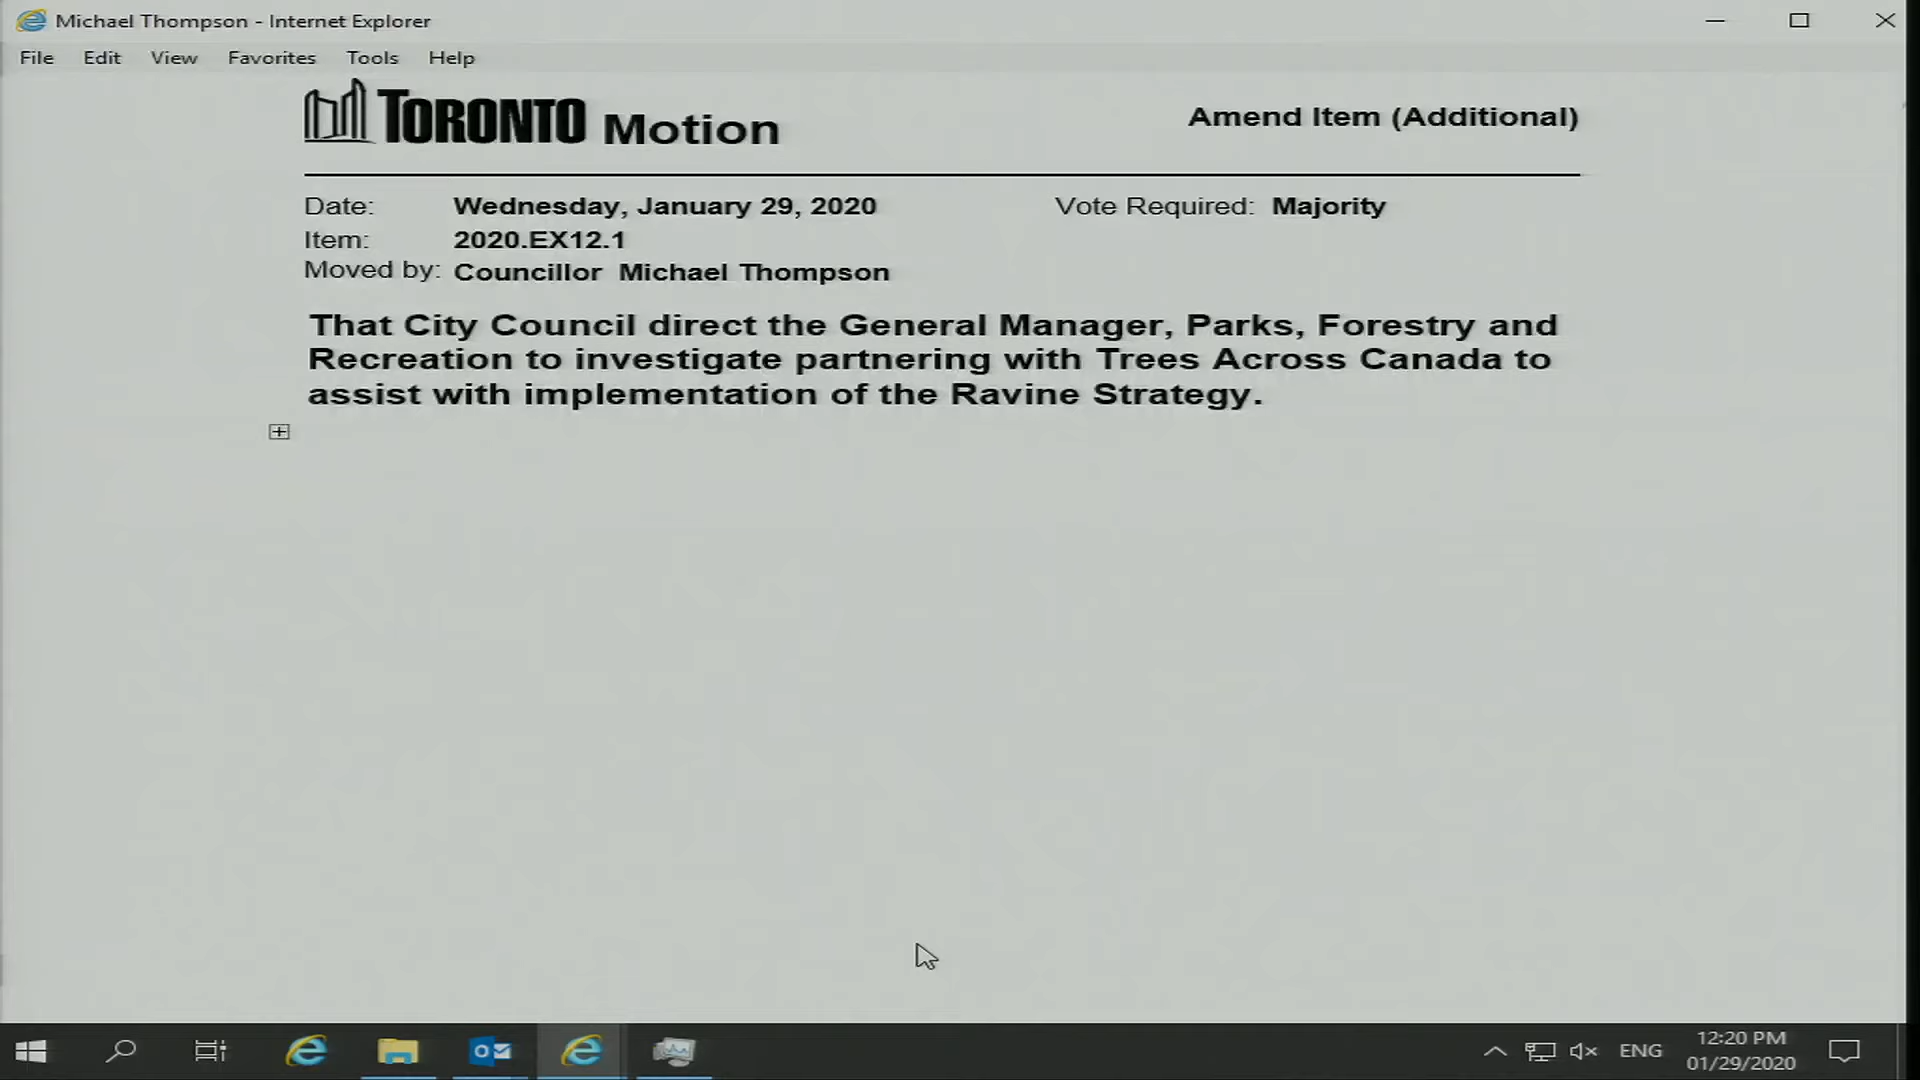 Michael Thompson - Internet Explorer
File Edit View Favorites Tools Help
TORONTO Motion
Amend Item (Additional)
Date: Wednesday, January 29, 2020 Vote Required: Majority
Item: 2020.EX12.1
Moved by: Councillor Michael Thompson
That City Council direct the General Manager, Parks, Forestry and
Recreation to investigate partnering with Trees Across Canada to
assist with implementation of the Ravine Strategy.
ENG
12:20 PM
01/29/2020